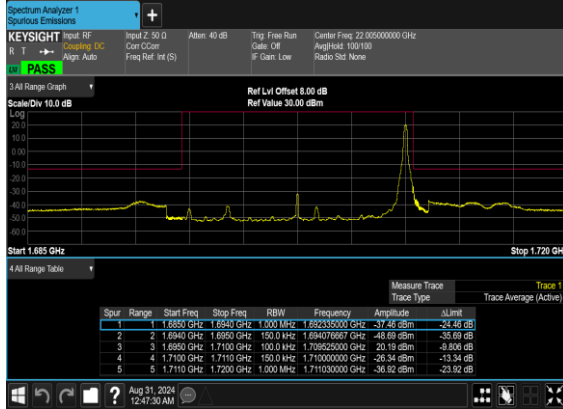 Spectrum Analyzer 1
Spurious Emissions
KEYSIGHT Input: RF Input Z: 50 Ω Atten: 40 dB Trig: Free Run Center Freq: 22.005000000 GHz
R T Coupling: DC Corr CCorr Gate: Off Avg|Hold: 100/100
Align: Auto Freq Ref: Int (S) IF Gain: Low Radio Std: None
PASS
3 All Range Graph
Ref Lvl Offset 8.00 dB
Scale/Div 10.0 dB Ref Value 30.00 dBm
Log
20.0
10.0
0.00
-10.0
-20.0
-30.0
-40.0
-50.0
-60.0
Start 1.685 GHz Stop 1.720 GH
4 All Range Table
Measure Trace Trace 1
Trace Type Trace Average (Active)
Spur Range Start Freq Stop Freq RBW Frequency Amplitude ΔLimit
1 1 1.6850 GHz 1.6940 GHz 1.000 MHz 1.692335000 GHz -37.46 dBm -24.46 dB
2 2 1.6940 GHz 1.6950 GHz 150.0 kHz 1.694076667 GHz -48.69 dBm -35.69 dB
3 3 1.6950 GHz 1.7100 GHz 100.0 kHz 1.709525000 GHz 20.19 dBm -9.806 dB
4 4 1.7100 GHz 1.7110 GHz 150.0 kHz 1.710000000 GHz -26.34 dBm -13.34 dB
5 5 1.7110 GHz 1.7200 GHz 1.000 MHz 1.711030000 GHz -36.92 dBm -23.92 dB
Aug 31, 2024
12:47:30 AM